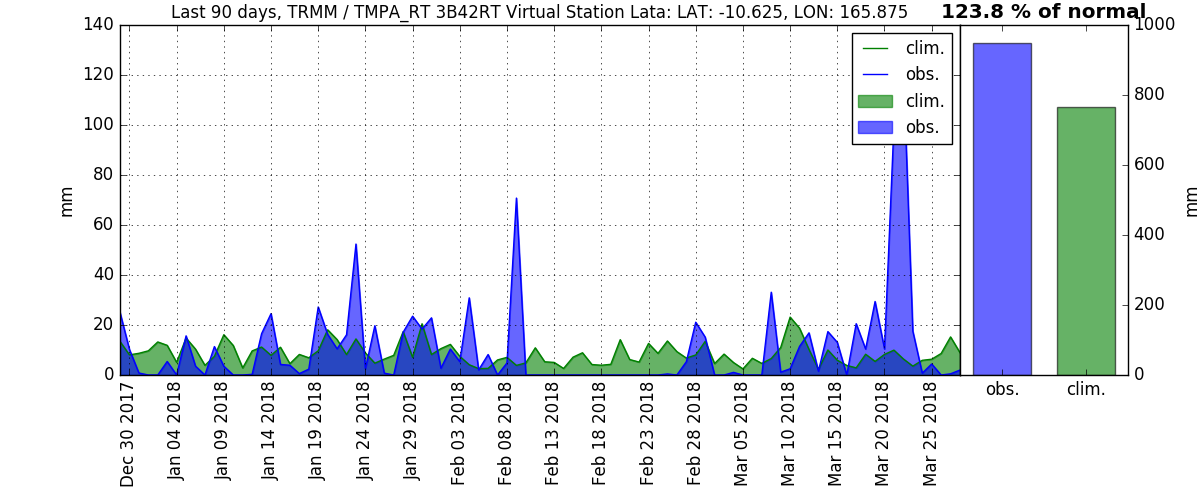 Last 90 days, TRMM / TMPA_RT 3B42RT Virtual Station Lata: LAT: -10.625, LON: 165.875
123.8 % of normal
140
120
100
80
60
40
20
0
mm
clim.
obs.
clim.
obs.
1000
800
600
400
200
0
mm
obs.
clim.
Dec 30 2017
Jan 04 2018
Jan 09 2018
Jan 14 2018
Jan 19 2018
Jan 24 2018
Jan 29 2018
Feb 03 2018
Feb 08 2018
Feb 13 2018
Feb 18 2018
Feb 23 2018
Feb 28 2018
Mar 05 2018
Mar 10 2018
Mar 15 2018
Mar 20 2018
Mar 25 2018